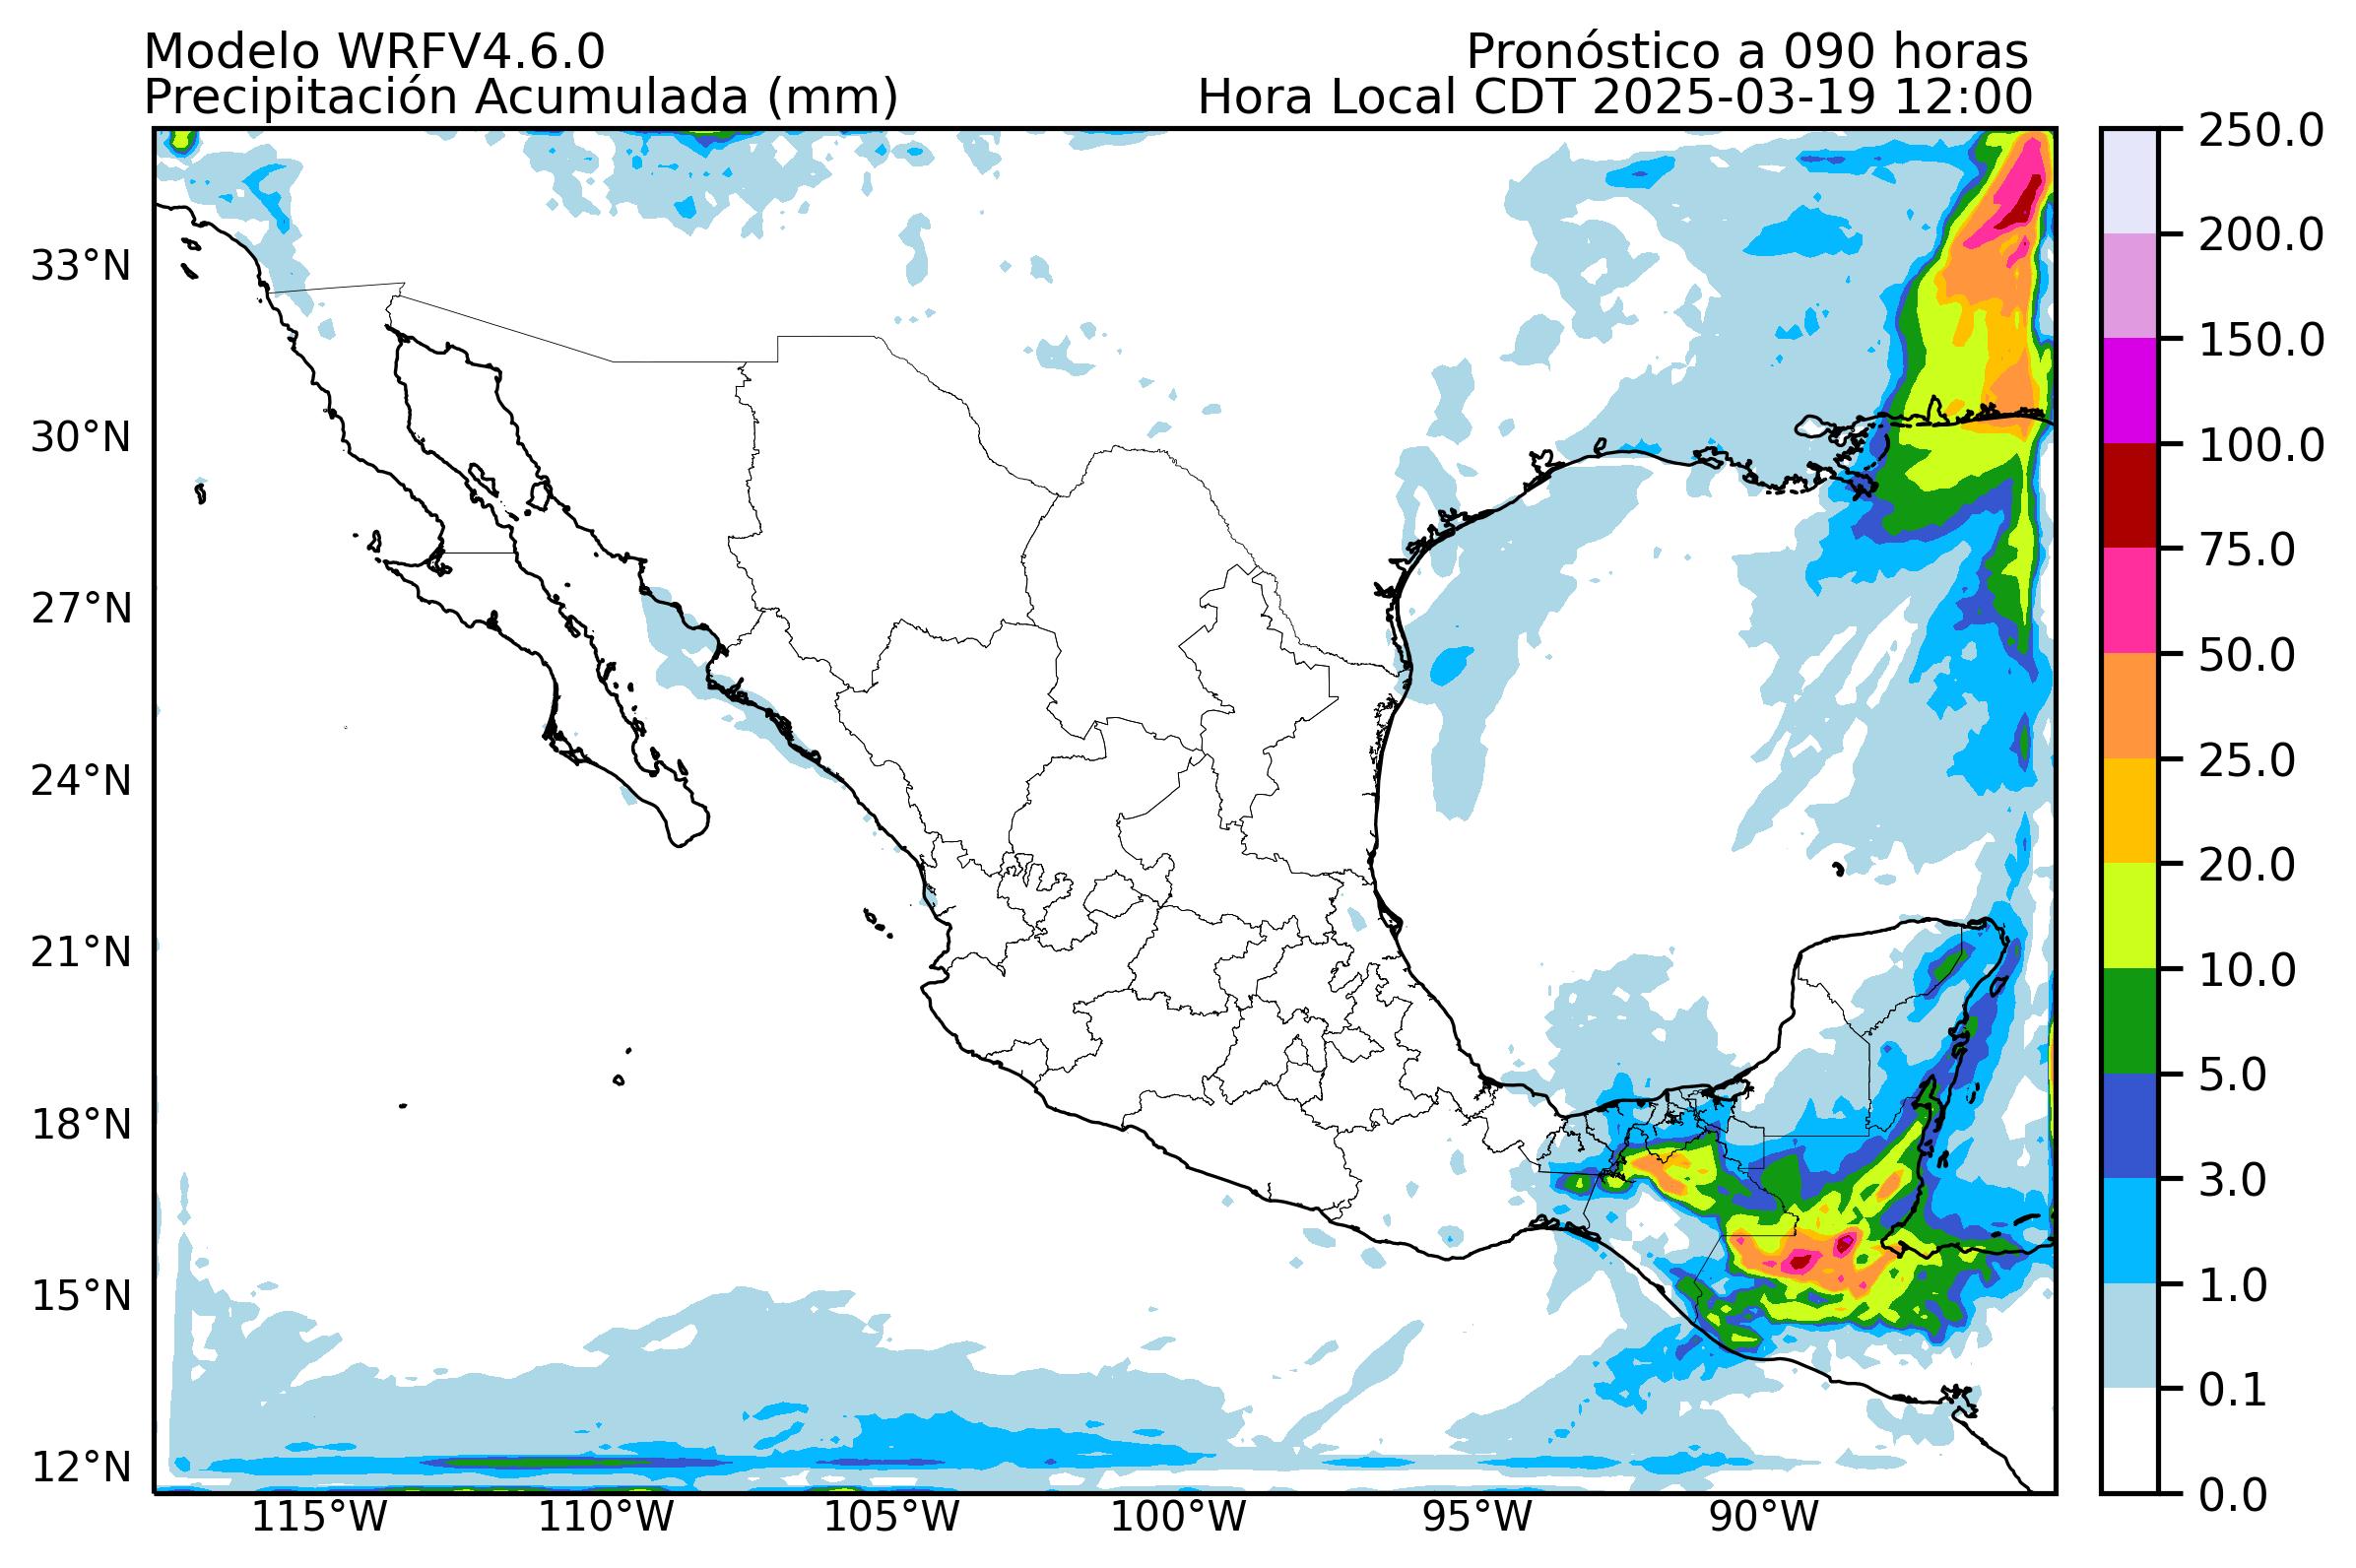 Modelo WRFV4.6.0
Pronóstico a 090 horas
Precipitación Acumulada (mm)
Hora Local CDT 2025-03-19 12:00
33°N
30°N
27°N
24°N
21°N
18°N
15°N
12°N
115°W
110°W
105°W
100°W
95°W
90°W
250.0
200.0
150.0
100.0
75.0
50.0
25.0
20.0
10.0
5.0
3.0
1.0
0.1
0.0